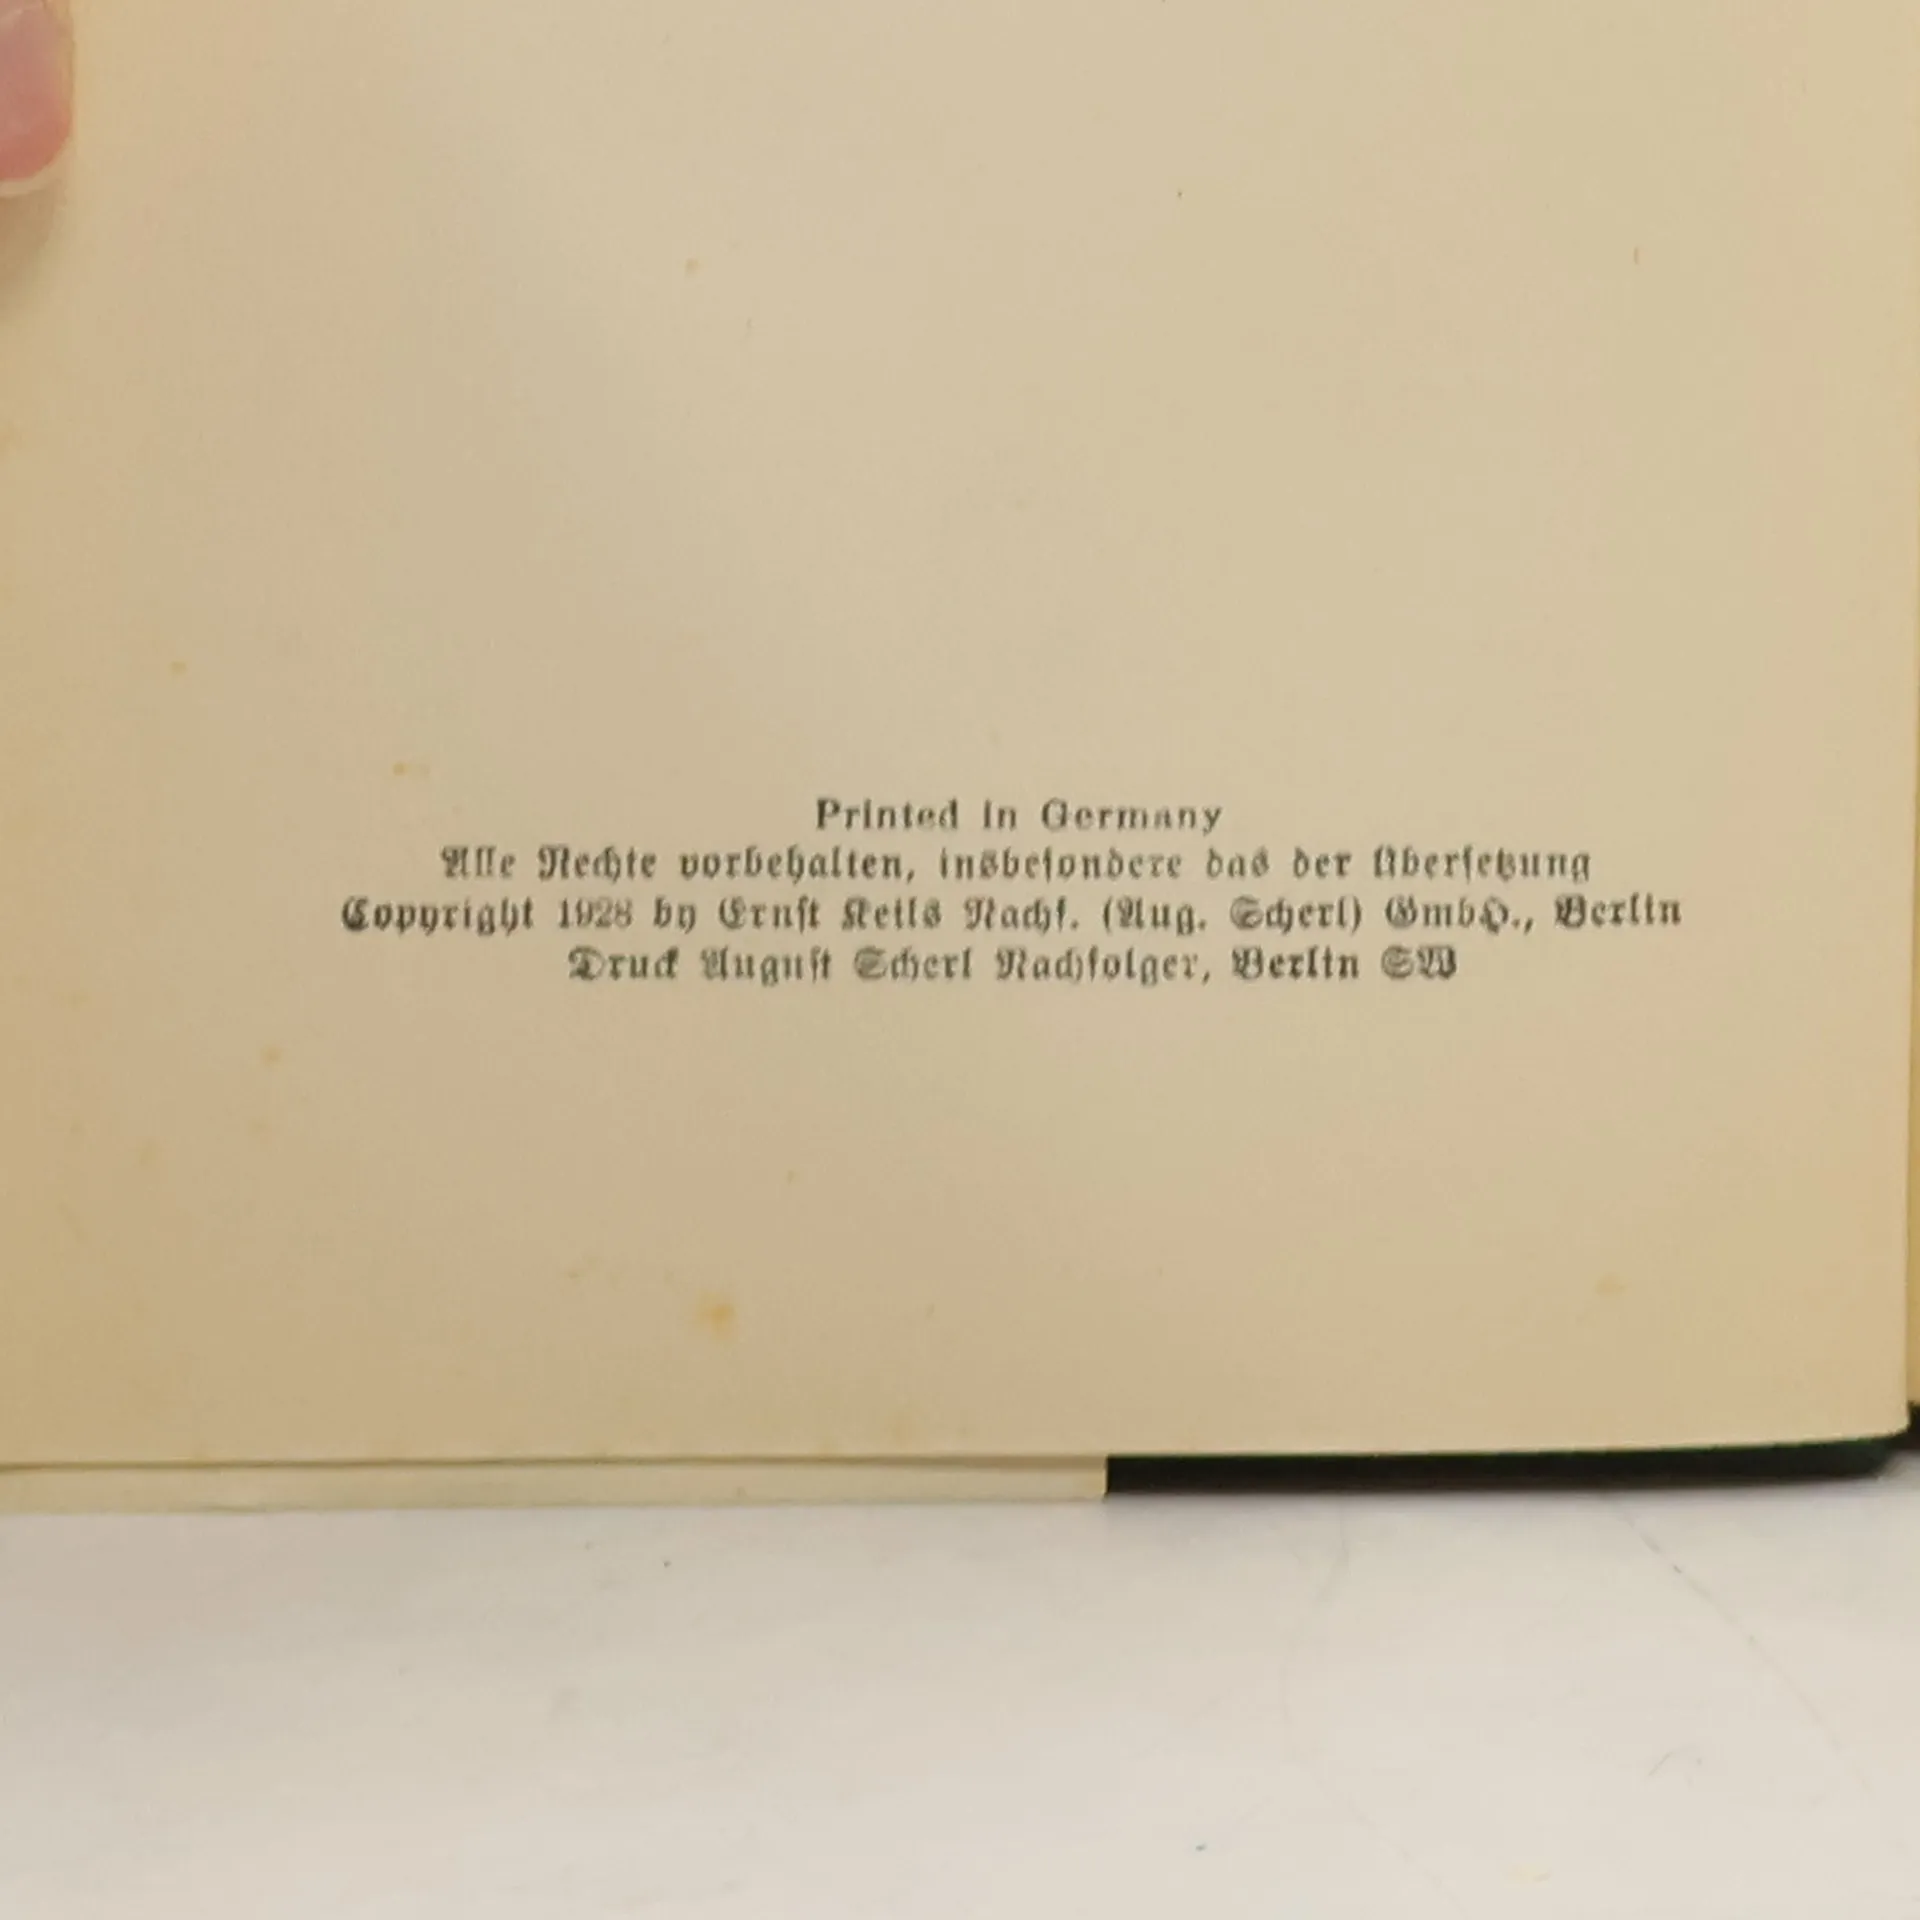 Printed in Germany
Alle Rechte vorbehalten, insbesondere das der Übersetzung
Copyright 1928 by Ernst Keils Nachf. (Aug. Scherl) GmbH., Berlin
Druck August Scherl Nachfolger, Berlin SW